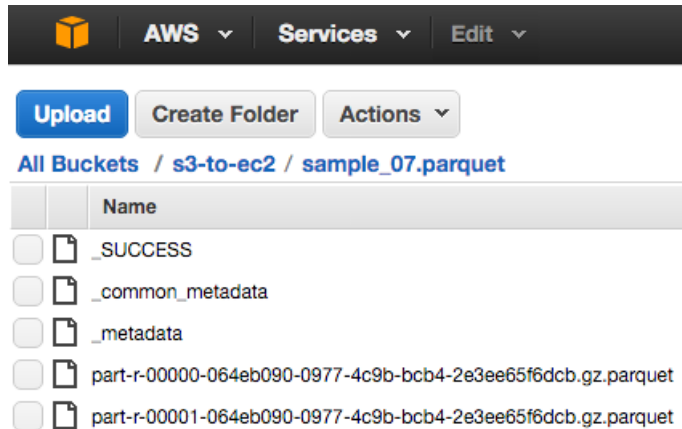 AWS Services Edit
Upload Create Folder Actions
All Buckets / s3-to-ec2 / sample_07.parquet
Name
_SUCCESS
_common_metadata
_metadata
part-r-00000-064eb090-0977-4c9b-bcb4-2e3ee65f6dcb.gz.parquet
part-r-00001-064eb090-0977-4c9b-bcb4-2e3ee65f6dcb.gz.parquet